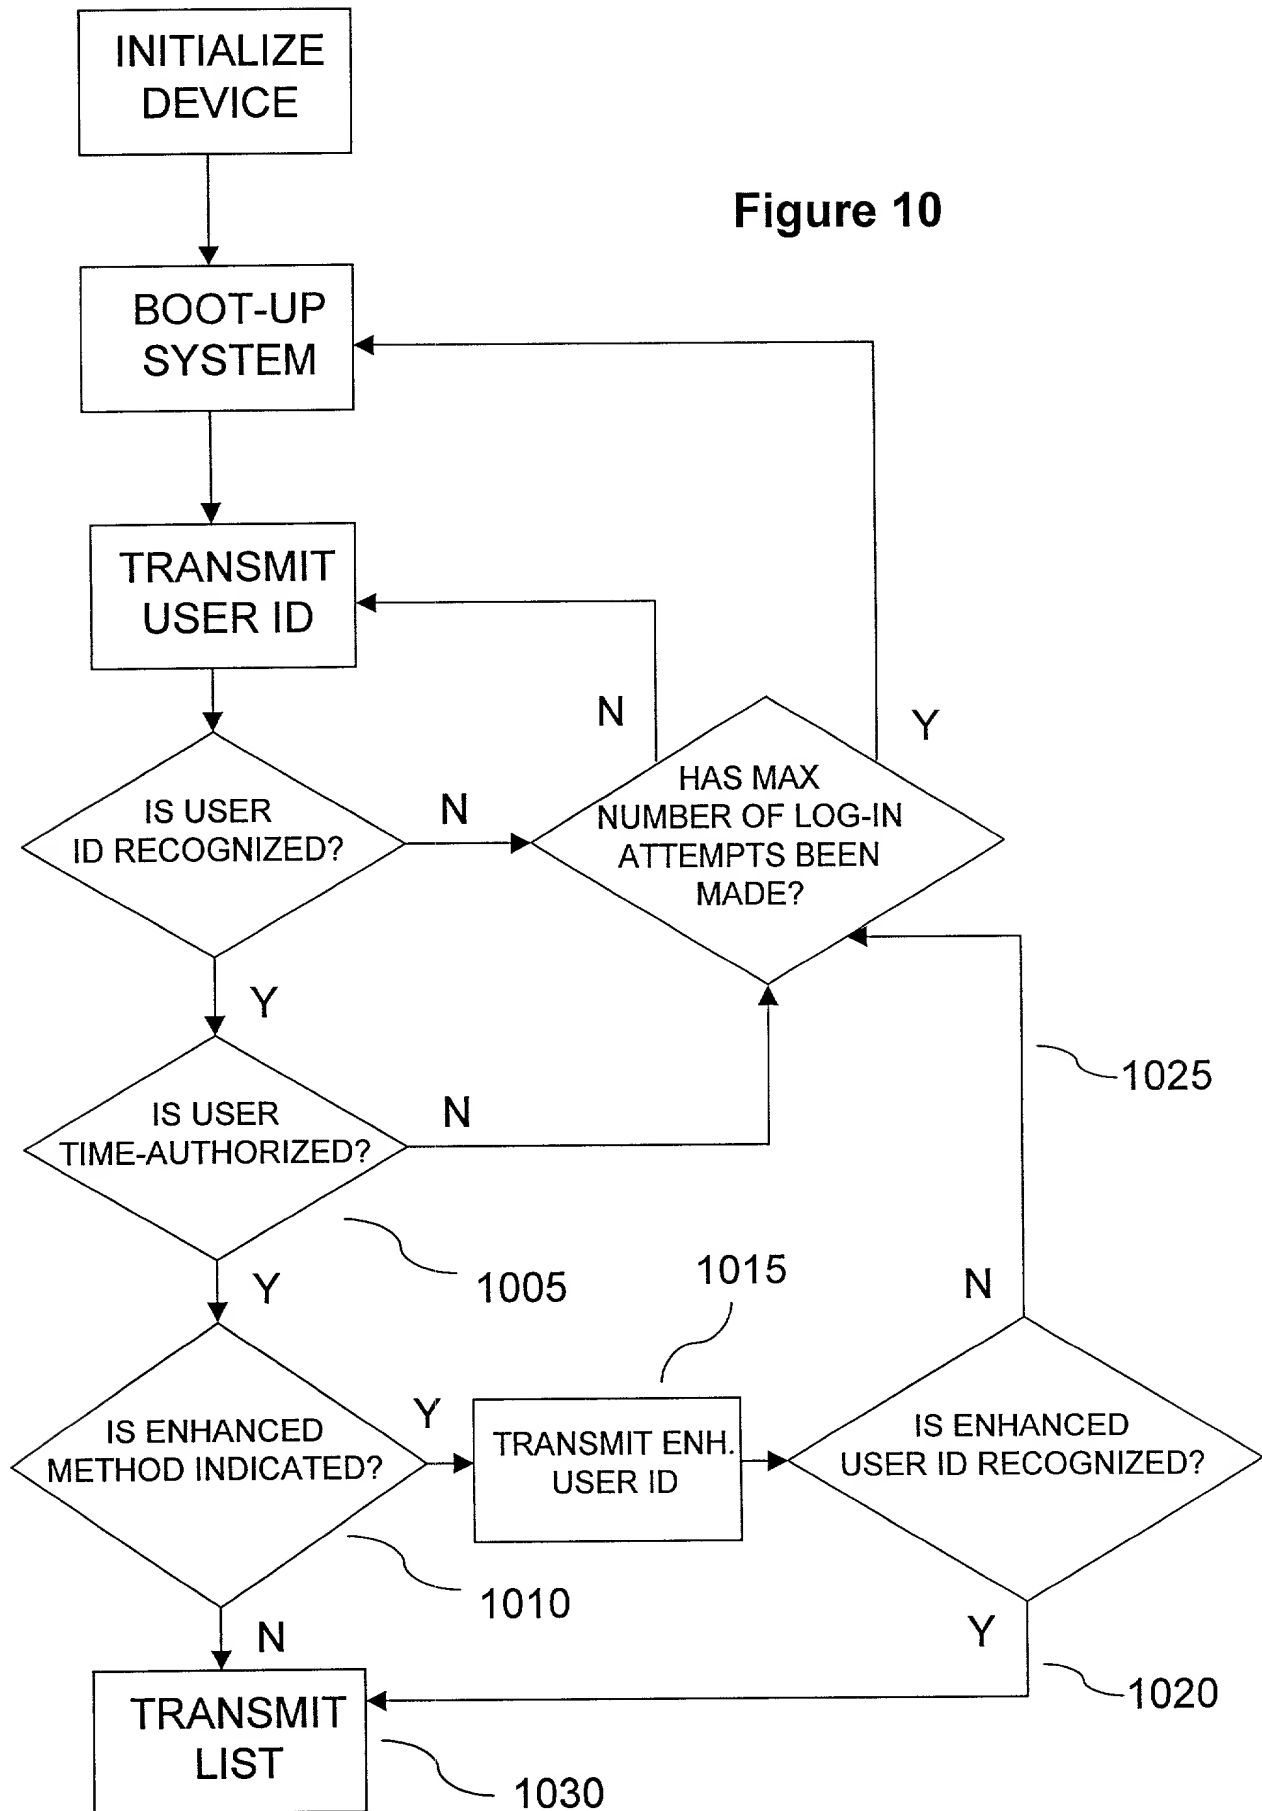 INITIALIZE
DEVICE
Figure 10
BOOT-UP
SYSTEM
TRANSMIT
USER ID
N
Y
HAS MAX
NUMBER OF LOG-IN
ATTEMPTS BEEN
MADE?
IS USER
ID RECOGNIZED?
N
Y
IS USER
TIME-AUTHORIZED?
N
1025
Y
1005
1015
N
IS ENHANCED
METHOD INDICATED?
Y
TRANSMIT ENH.
USER ID
IS ENHANCED
USER ID RECOGNIZED?
1010
N
Y
1020
TRANSMIT
LIST
1030